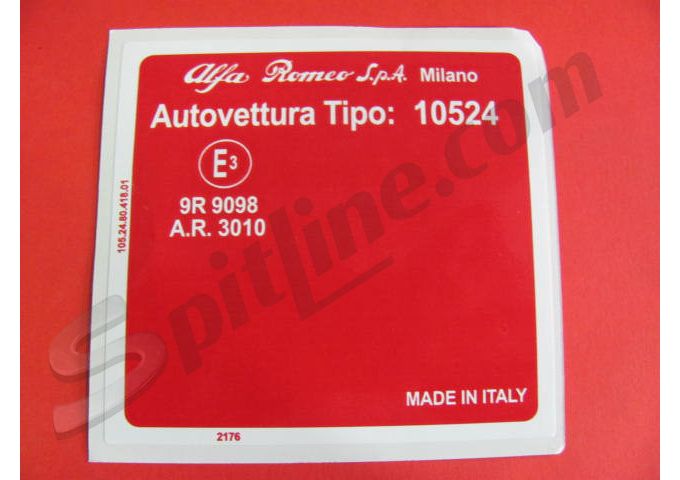 Alfa Romeo S.p.A. Milano
Autovettura Tipo: 10524
E3
9R 9098
A.R. 3010
105.24.80.418.01
MADE IN ITALY
2176
SpitLine.com